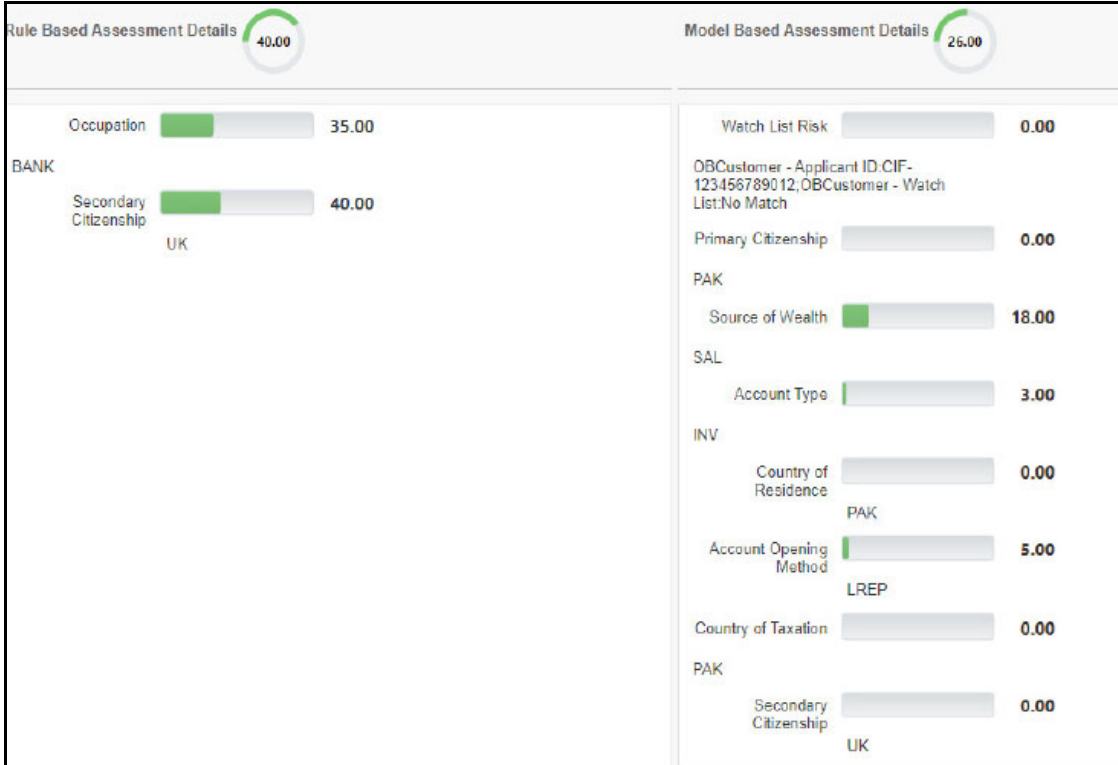 Rule Based Assessment Details 40.00
Occupation 35.00
BANK
Secondary
Citizenship 40.00
UK
Model Based Assessment Details 26.00
Watch List Risk 0.00
OBCustomer - Applicant ID:CIF-
123456789012;OBCustomer - Watch
List:No Match
Primary Citizenship 0.00
PAK
Source of Wealth 18.00
SAL
Account Type 3.00
INV
Country of
Residence 0.00
PAK
Account Opening
Method 5.00
LREP
Country of Taxation 0.00
PAK
Secondary
Citizenship 0.00
UK